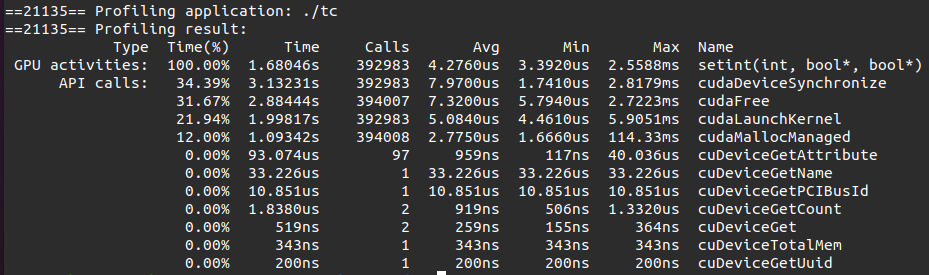 ==21135== Profiling application: ./tc
==21135== Profiling result:
Type Time(%) Time Calls Avg Min Max Name
GPU activities: 100.00% 1.68046s 392983 4.2760us 3.3920us 2.5588ms setint(int, bool*, bool*)
API calls: 34.39% 3.13231s 392983 7.9700us 1.7410us 2.8179ms cudaDeviceSynchronize
31.67% 2.88444s 394007 7.3200us 5.7940us 2.7223ms cudaFree
21.94% 1.99817s 392983 5.0840us 4.4610us 5.9051ms cudaLaunchKernel
12.00% 1.09342s 394008 2.7750us 1.6660us 114.33ms cudaMallocManaged
0.00% 93.074us 97 959ns 117ns 40.036us cuDeviceGetAttribute
0.00% 33.226us 1 33.226us 33.226us 33.226us cuDeviceGetName
0.00% 10.851us 1 10.851us 10.851us 10.851us cuDeviceGetPCIBusId
0.00% 1.8380us 2 919ns 506ns 1.3320us cuDeviceGetCount
0.00% 519ns 2 259ns 155ns 364ns cuDeviceGet
0.00% 343ns 1 343ns 343ns 343ns cuDeviceTotalMem
0.00% 200ns 1 200ns 200ns 200ns cuDeviceGetUuid